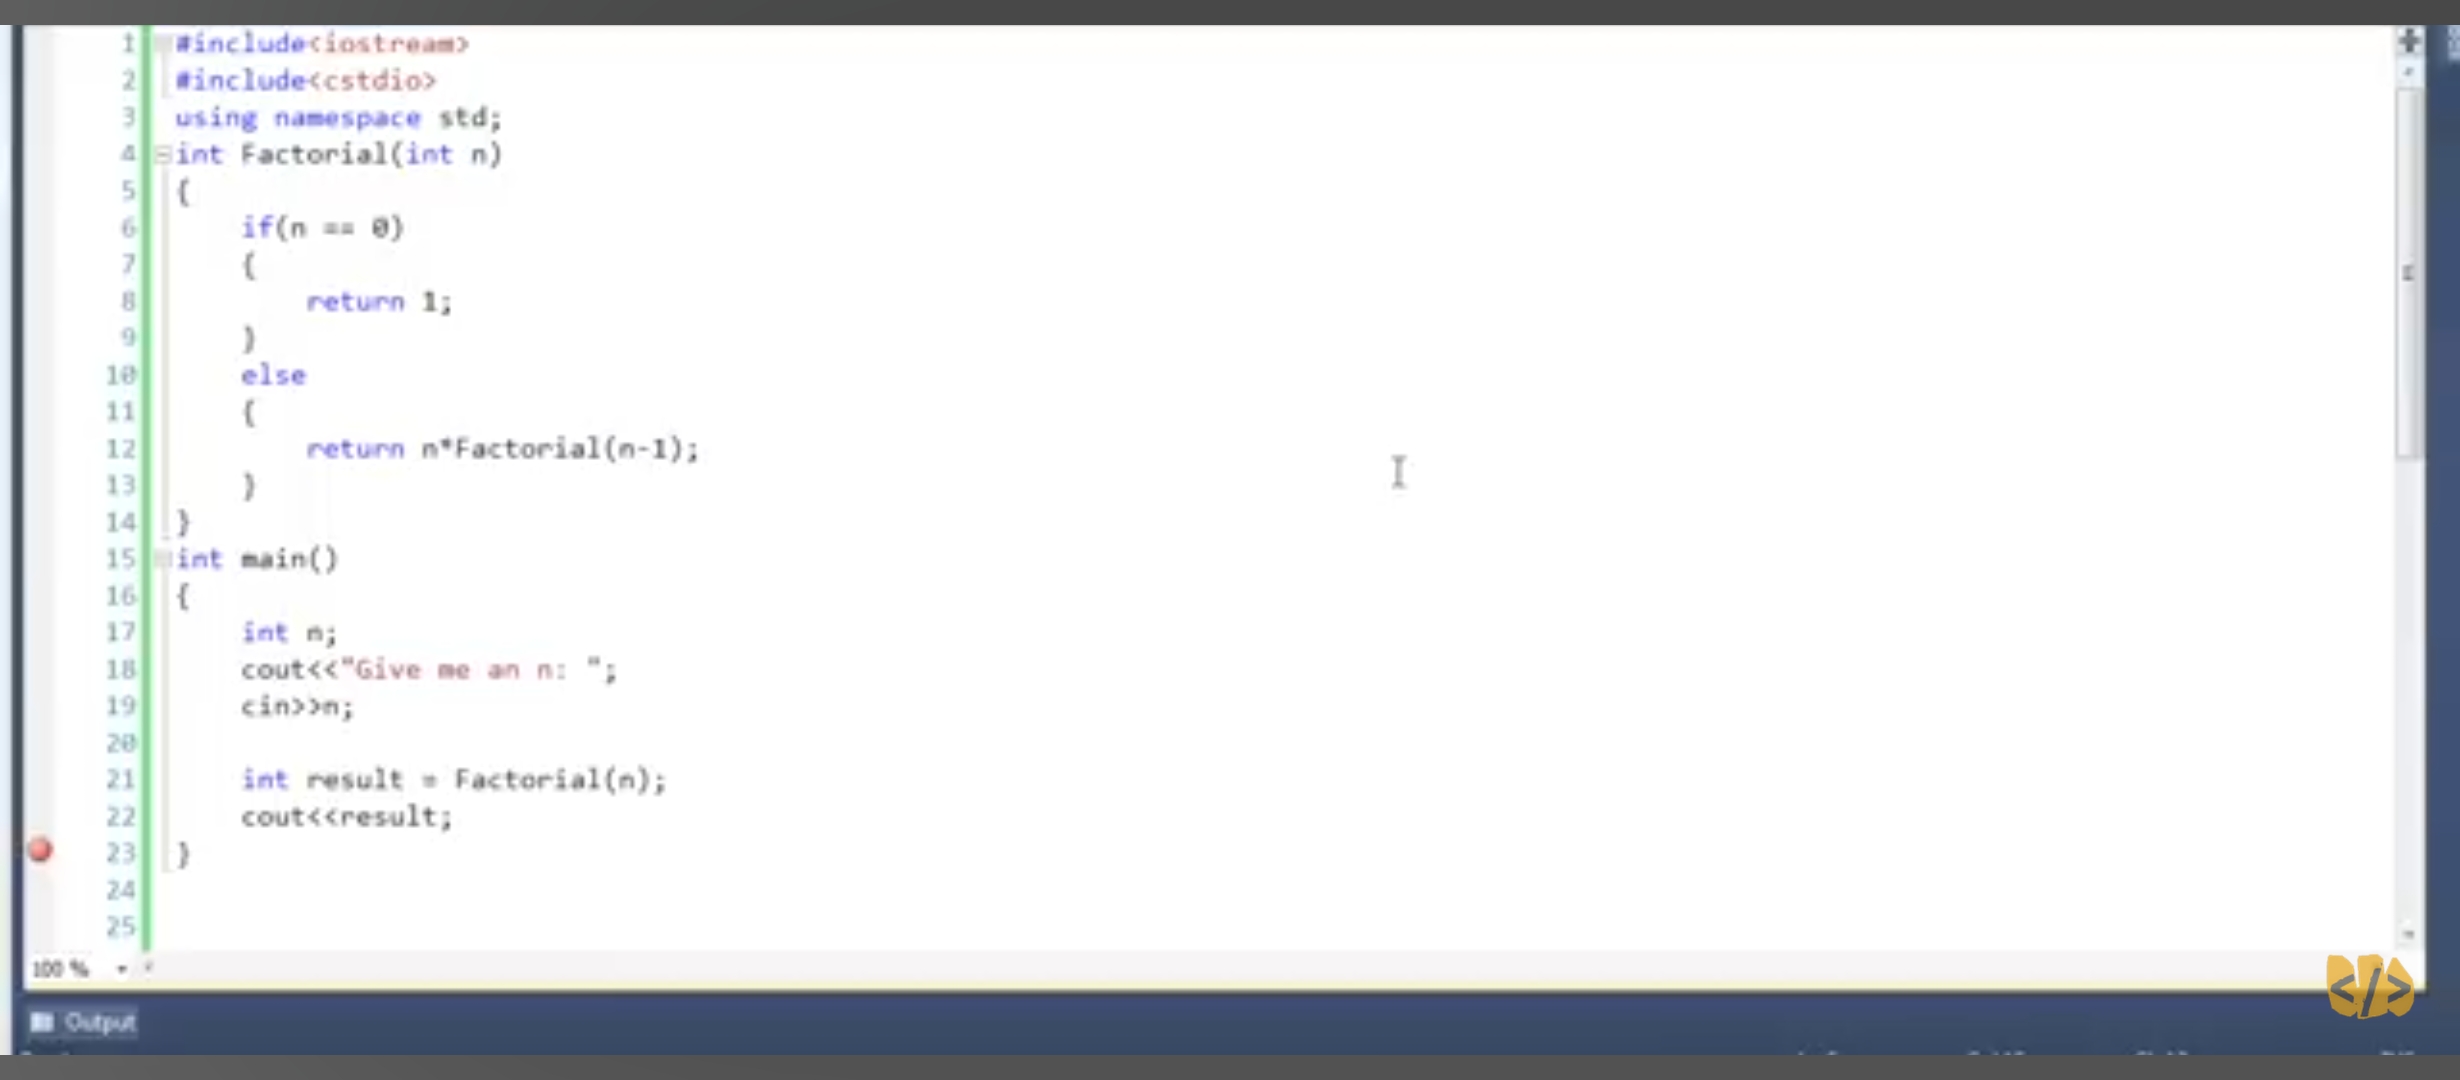 1 #include<iostream>
2 #include<cstdio>
3 using namespace std;
4 int Factorial(int n)
5 {
6     if(n == 0)
7     {
8         return 1;
9     }
10     else
11     {
12         return n*Factorial(n-1);
13     }
14 }
15 int main()
16 {
17     int n;
18     cout<<"Give me an n: ";
19     cin>>n;
20
21     int result = Factorial(n);
22     cout<<result;
23 }
24
25
100 %
</>
Output